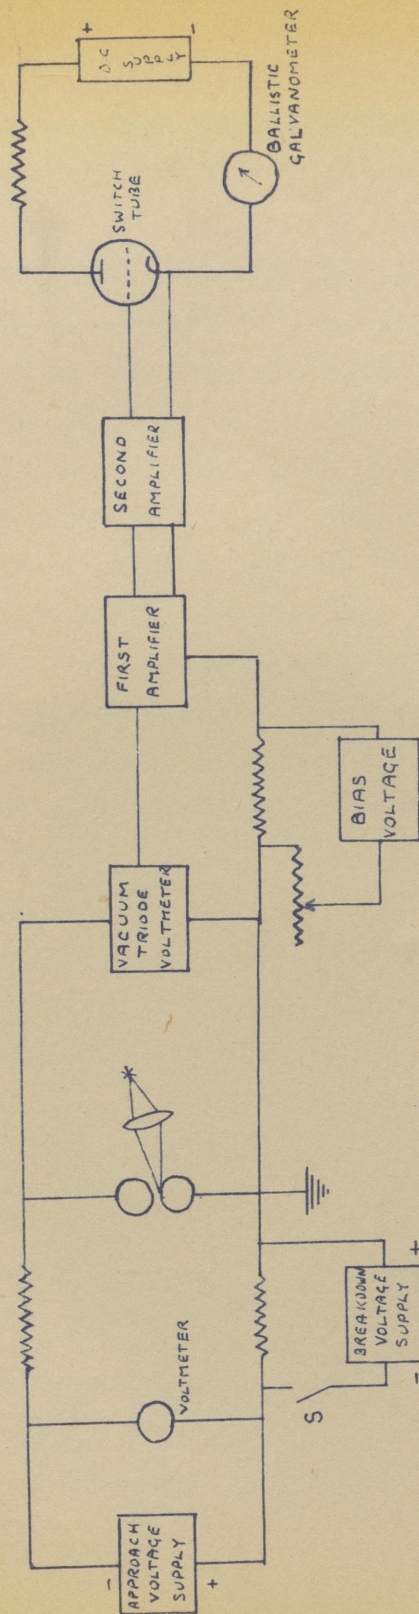 -
APPROACH
VOLTAGE
SUPPLY
+
VOLTMETER
S
BREAKDOWN
VOLTAGE
SUPPLY
-
+
VACUUM
TRIODE
VOLTMETER
BIAS
VOLTAGE
FIRST
AMPLIFIER
SECOND
AMPLIFIER
SWITCH
TUBE
+
D.C
SUPPLY
-
BALLISTIC
GALVANOMETER